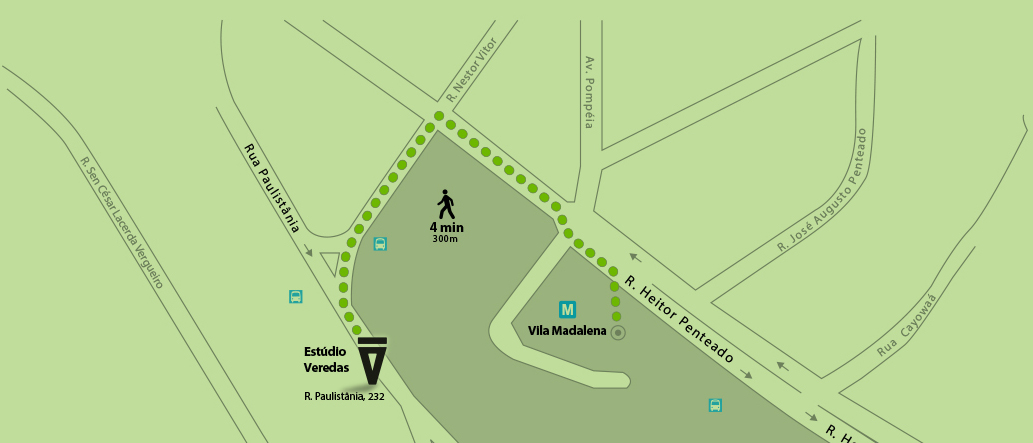 R. Nestor Vitor
Av. Pompéia
R. Sen César Lacerda Vergueiro
Rua Paulistânia
4 min
300m
R. José Augusto Penteado
R. Heitor Penteado
Rua Cayowaá
M
Vila Madalena
Estúdio
Veredas
R. Paulistânia, 232
R. He